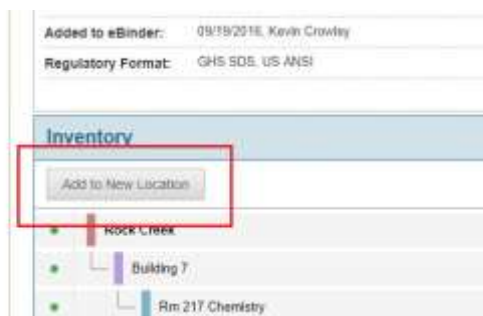 Added to eBinder: 09/19/2016, Kevin Crowley
Regulatory Format: GHS SDS, US ANSI
Inventory
Add to New Location
Rock Creek
Building 7
Rm 217 Chemistry